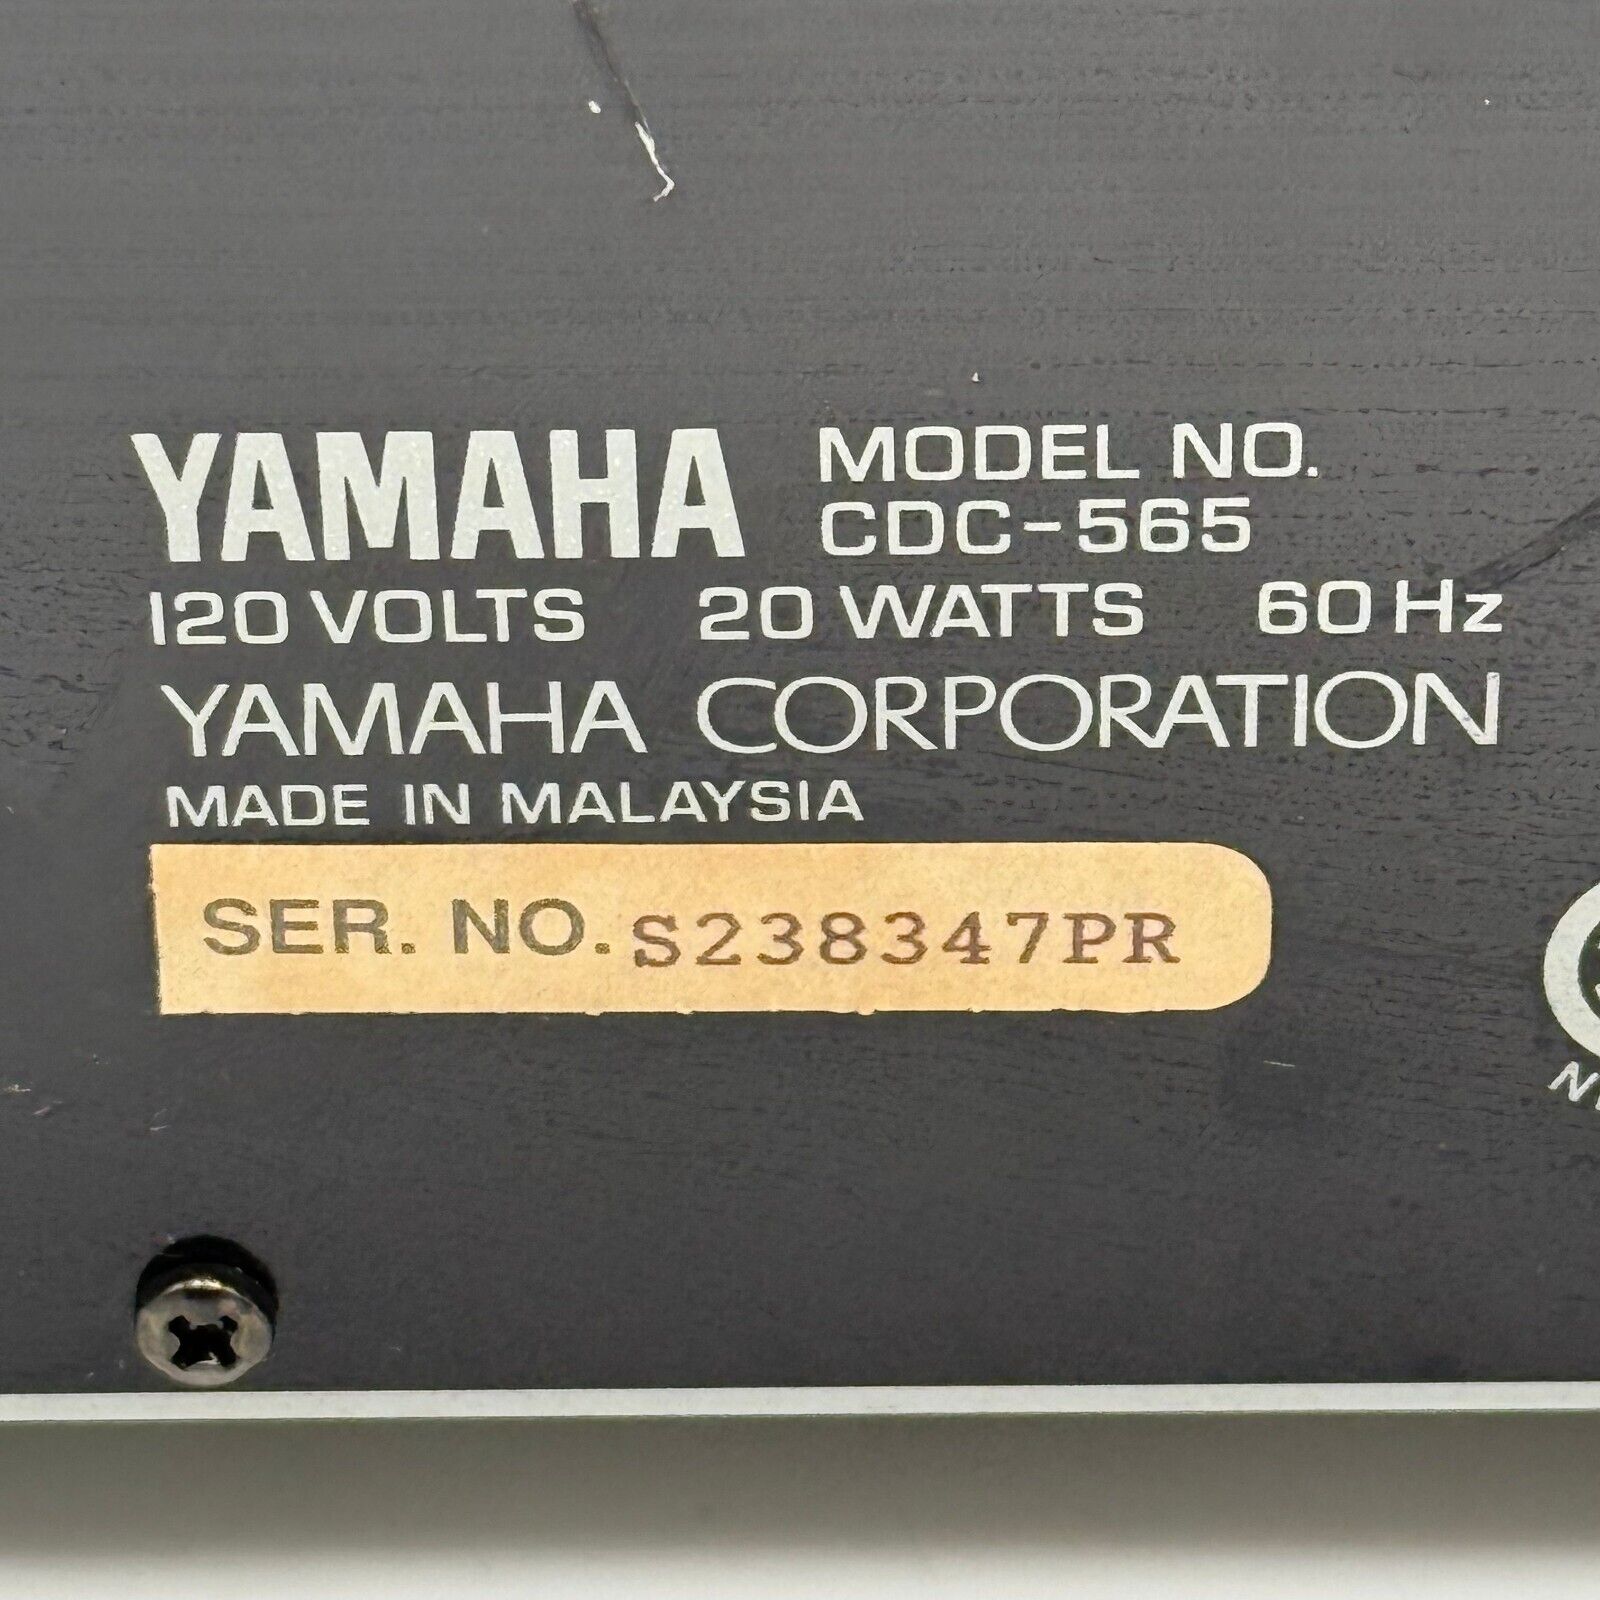 YAMAHA MODEL NO.
CDC-565
120 VOLTS 20 WATTS 60 Hz
YAMAHA CORPORATION
MADE IN MALAYSIA
SER. NO. S238347PR